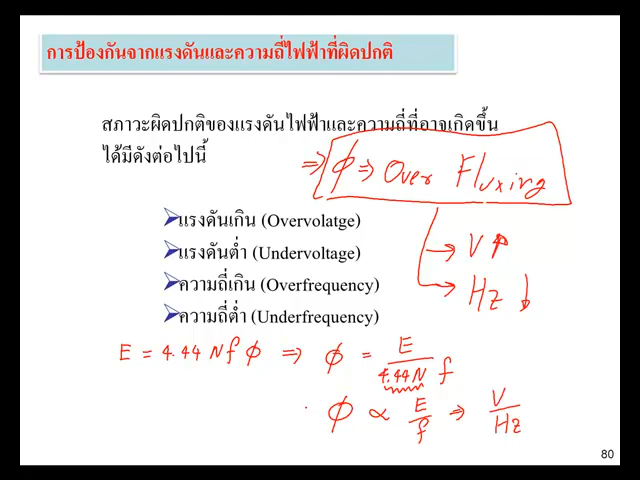 การป้องกันจากแรงดันและความถี่ไฟฟ้าที่ผิดปกติ
สภาวะผิดปกติของแรงดันไฟฟ้าและความถี่ที่อาจเกิดขึ้น
ได้มีดังต่อไปนี้
⇒ φ ⇒ Over Fluxing
➢แรงดันเกิน (Overvolatge)
➢แรงดันต่ำ (Undervoltage)
→ V ↑
➢ความถี่เกิน (Overfrequency)
→ Hz ↓
➢ความถี่ต่ำ (Underfrequency)
E = 4.44 N f φ ⇒ φ = E / 4.44N f
φ ∝ E / f ⇒ V / Hz
80